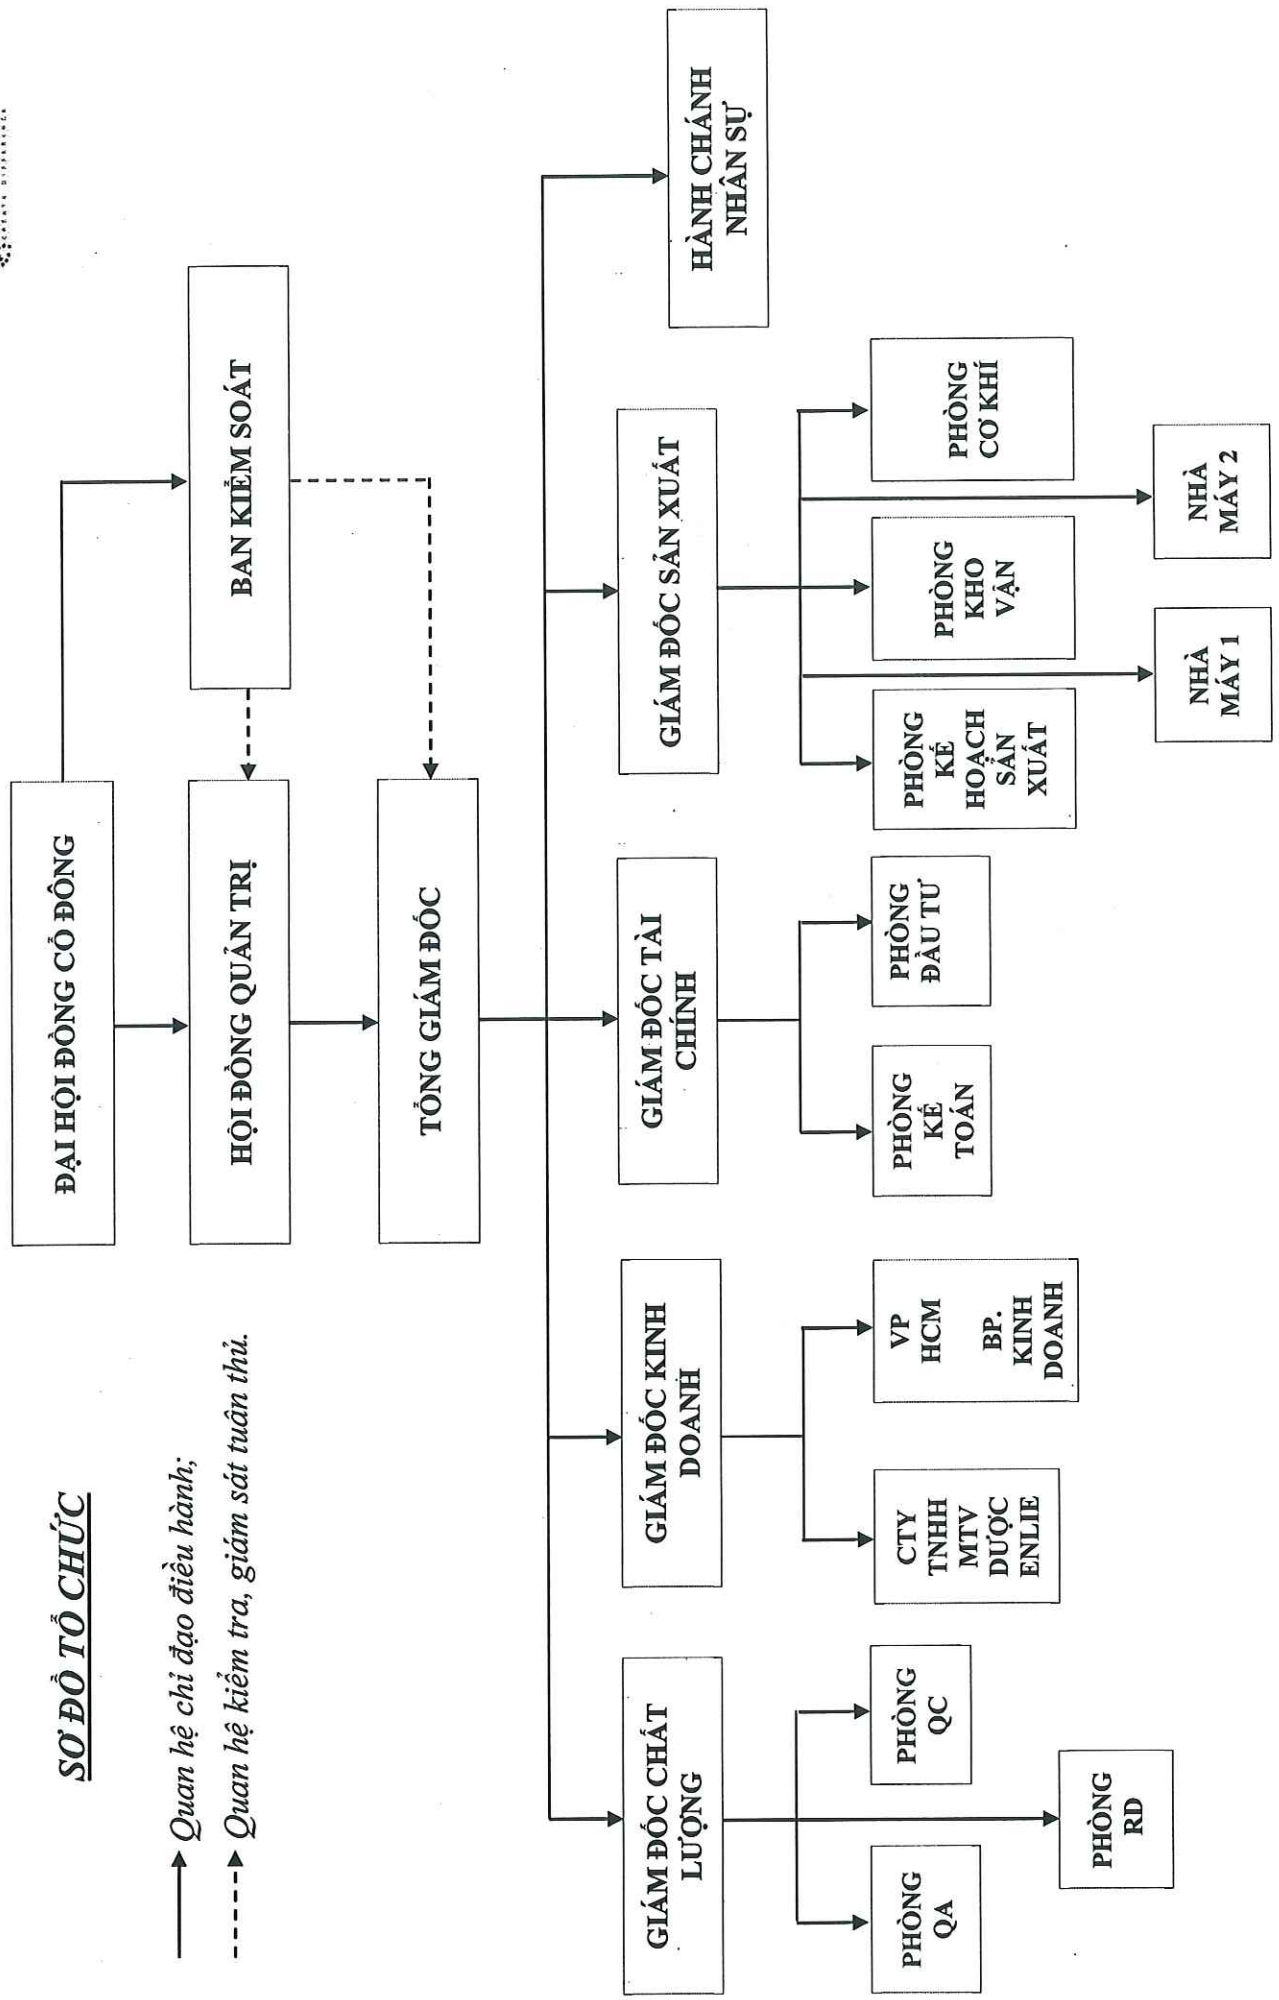 SƠ ĐỒ TỔ CHỨC
Quan hệ chỉ đạo điều hành;
Quan hệ kiểm tra, giám sát tuân thủ.
ĐẠI HỘI ĐỒNG CỔ ĐÔNG
BAN KIỂM SOÁT
HỘI ĐỒNG QUẢN TRỊ
TỔNG GIÁM ĐỐC
GIÁM ĐỐC CHẤT
LƯỢNG
GIÁM ĐỐC KINH
DOANH
GIÁM ĐỐC TÀI
CHÍNH
GIÁM ĐỐC SẢN XUẤT
HÀNH CHÁNH
NHÂN SỰ
PHÒNG
QA
PHÒNG
QC
PHÒNG
RD
CTY
TNHH
MTV
DƯỢC
ENLIE
VP
HCM
BP.
KINH
DOANH
PHÒNG
KẾ
TOÁN
PHÒNG
ĐẦU TƯ
PHÒNG
KẾ
HOẠCH
SẢN
XUẤT
PHÒNG
KHO
VẬN
PHÒNG
CƠ KHÍ
NHÀ
MÁY 1
NHÀ
MÁY 2